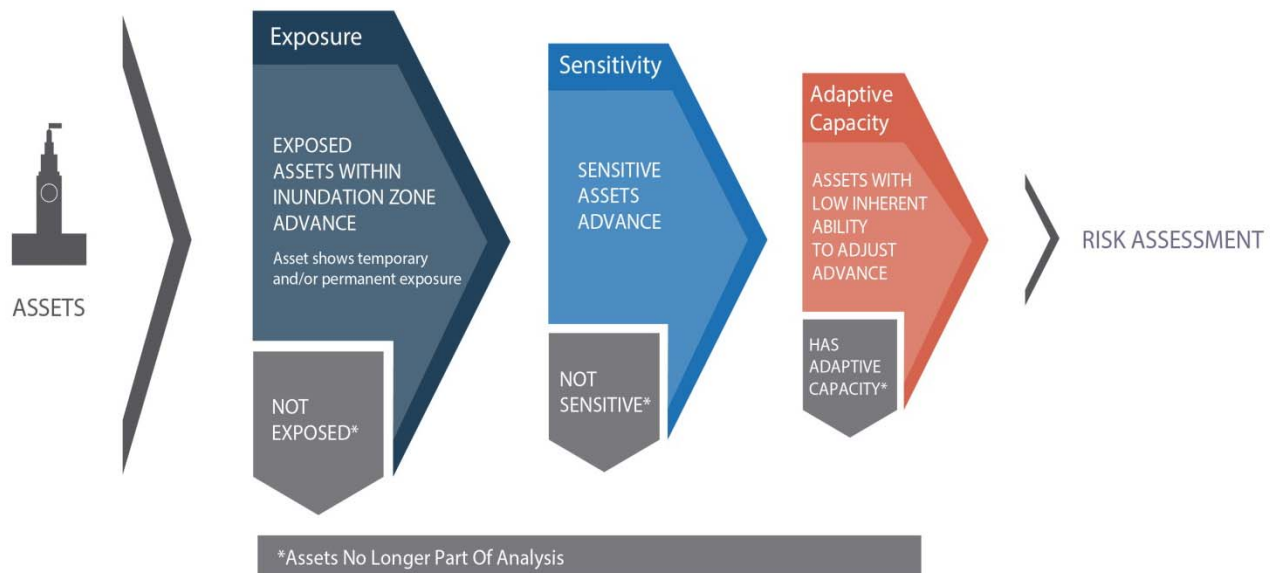 ASSETS
Exposure
EXPOSED
ASSETS WITHIN
INUNDATION ZONE
ADVANCE
Asset shows temporary
and/or permanent exposure
NOT
EXPOSED*
Sensitivity
SENSITIVE
ASSETS
ADVANCE
NOT
SENSITIVE*
Adaptive
Capacity
ASSETS WITH
LOW INHERENT
ABILITY
TO ADJUST
ADVANCE
HAS
ADAPTIVE
CAPACITY*
RISK ASSESSMENT
*Assets No Longer Part Of Analysis